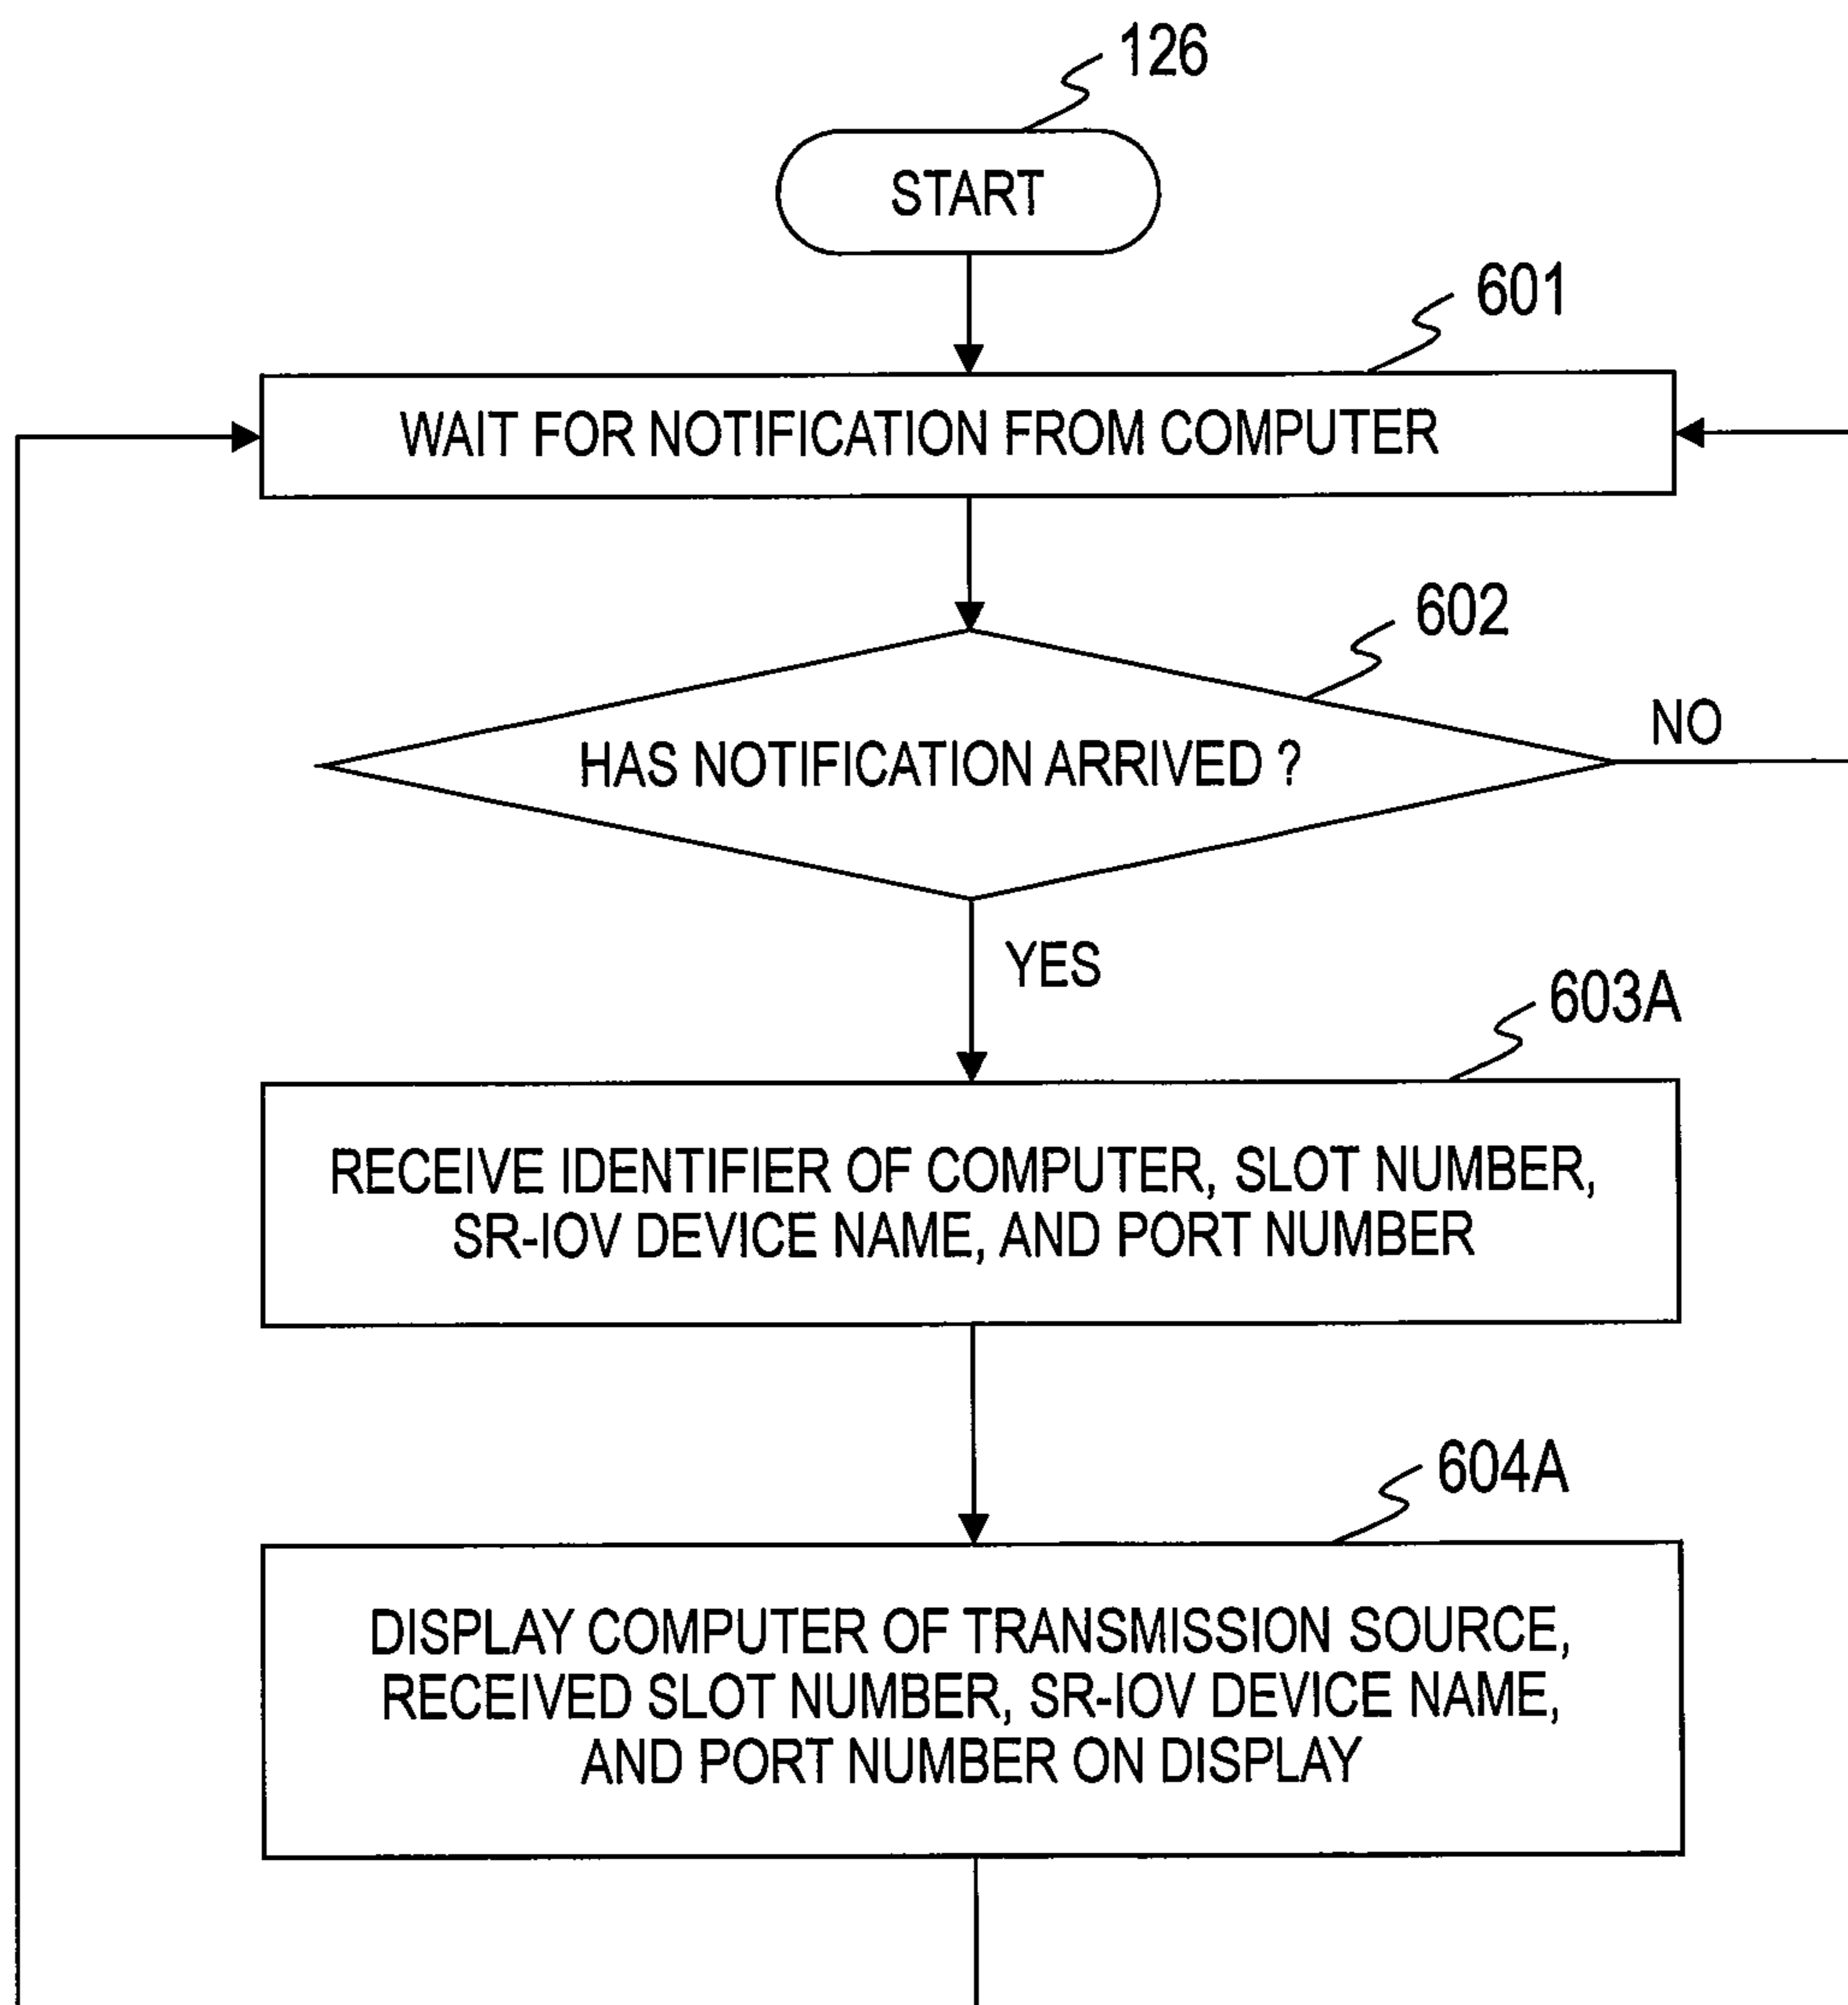 126
START
601
WAIT FOR NOTIFICATION FROM COMPUTER
602
HAS NOTIFICATION ARRIVED ?
NO
YES
603A
RECEIVE IDENTIFIER OF COMPUTER, SLOT NUMBER,
SR-IOV DEVICE NAME, AND PORT NUMBER
604A
DISPLAY COMPUTER OF TRANSMISSION SOURCE,
RECEIVED SLOT NUMBER, SR-IOV DEVICE NAME,
AND PORT NUMBER ON DISPLAY